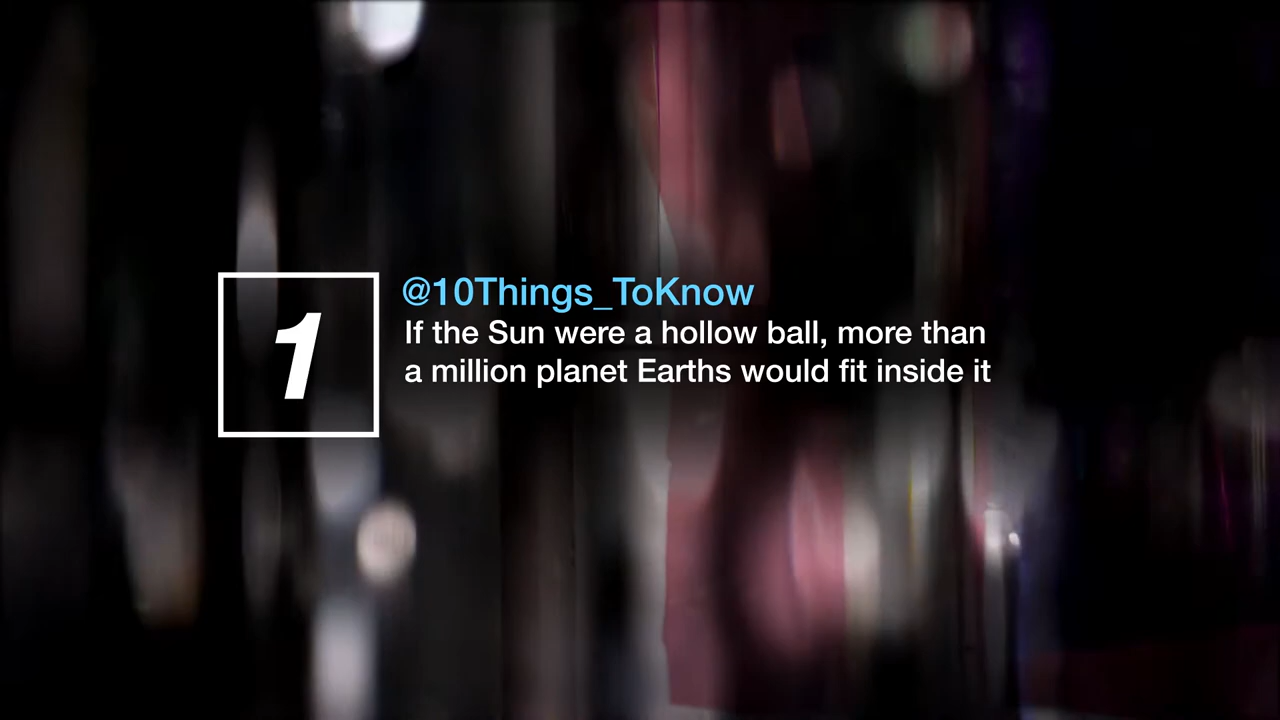 1
@10Things_ToKnow
If the Sun were a hollow ball, more than
a million planet Earths would fit inside it